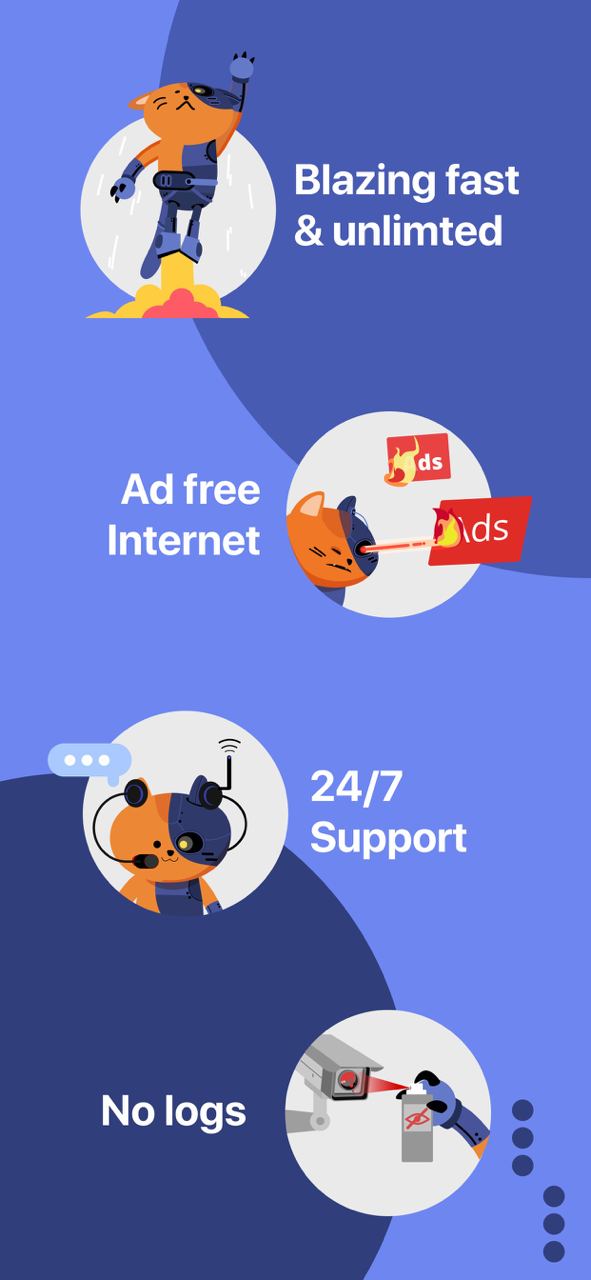 Blazing fast
& unlimted
Ad free
Internet
ds
ds
24/7
Support
No logs